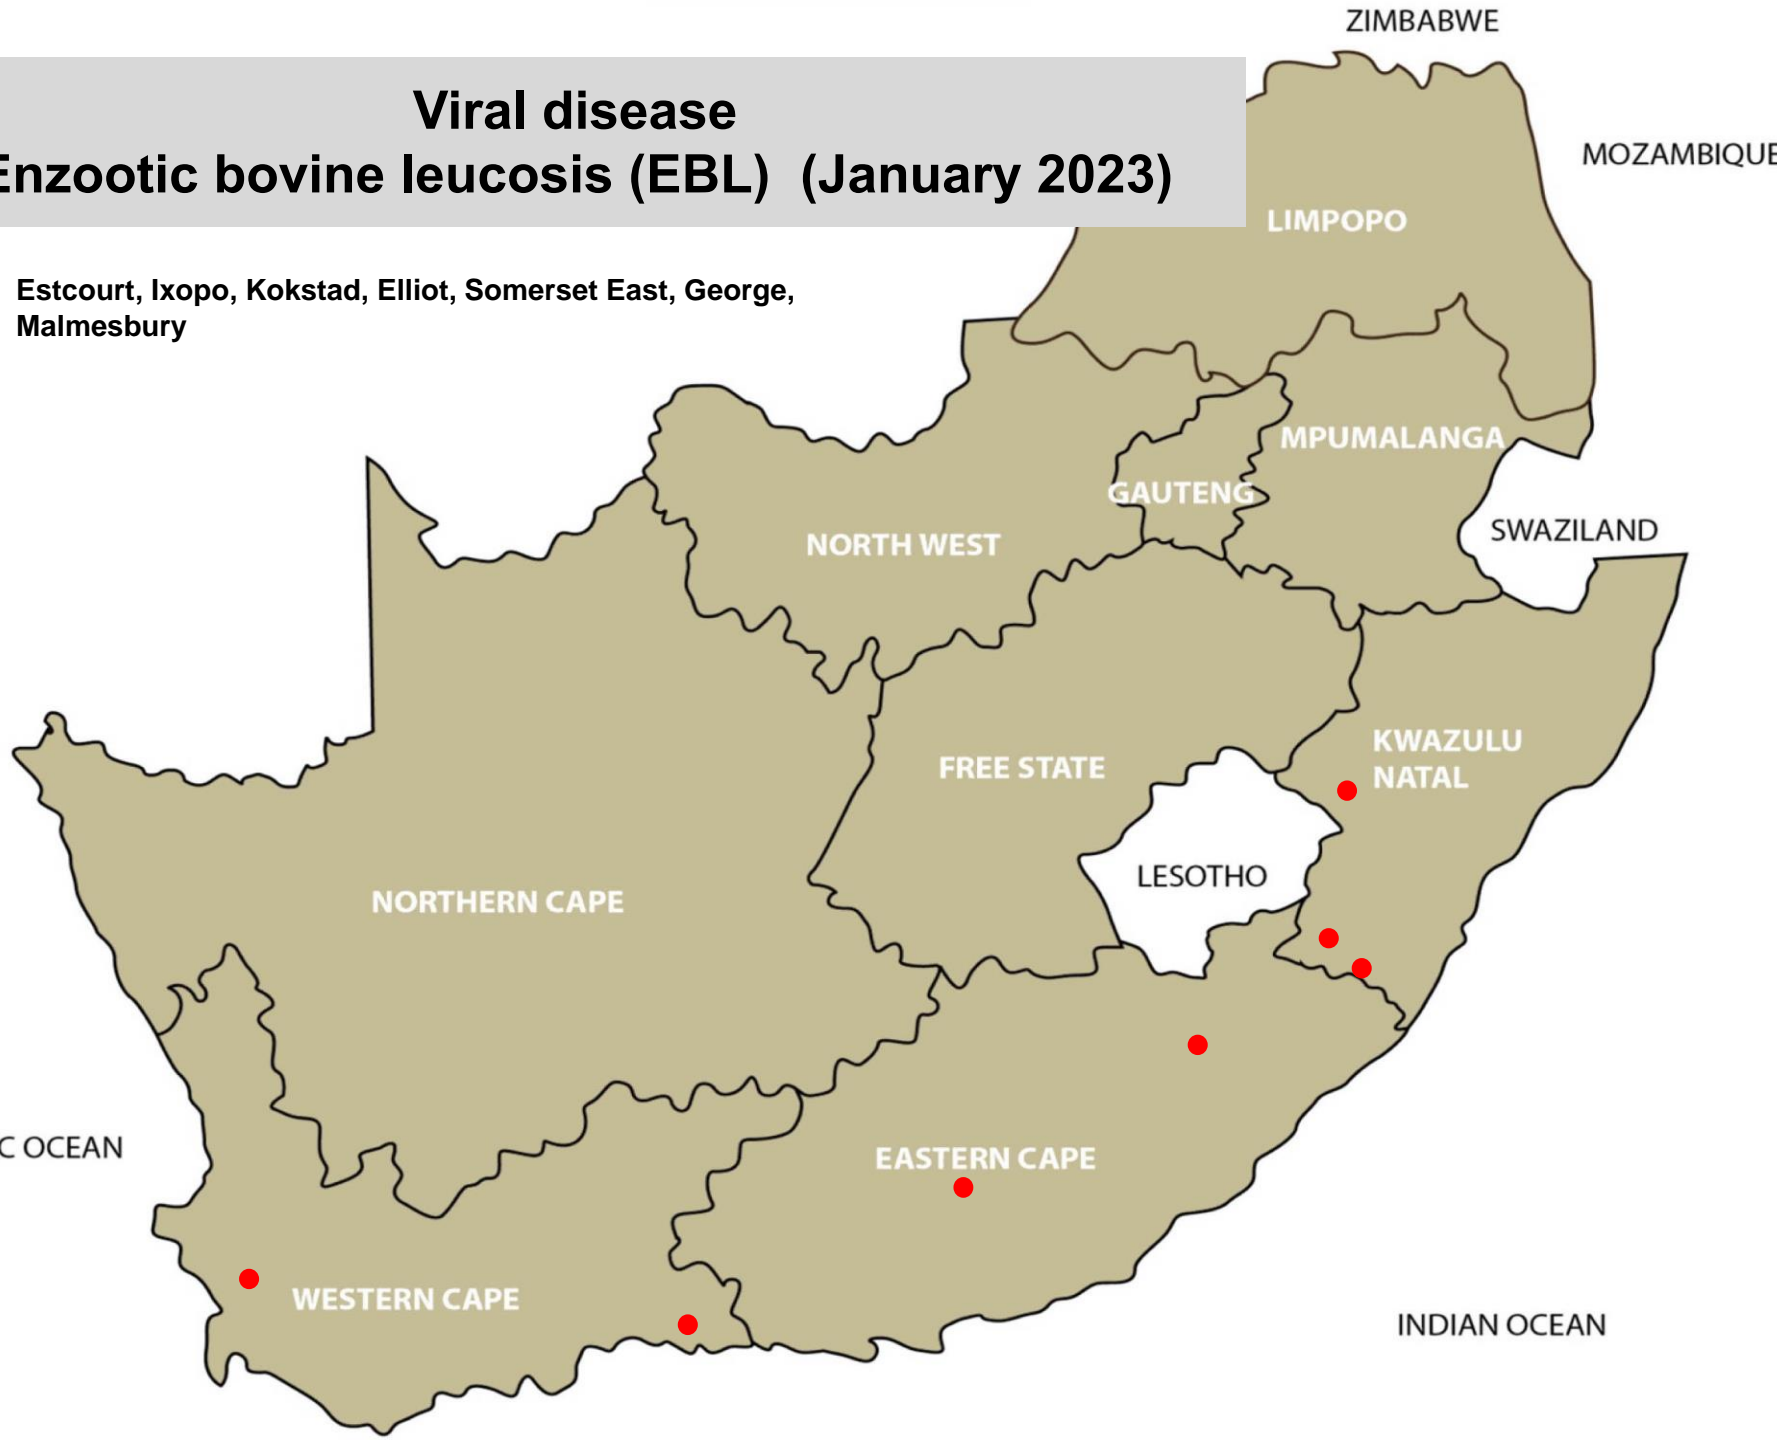 ZIMBABWE
Viral disease
Enzootic bovine leucosis (EBL)  (January 2023)
MOZAMBIQUE
LIMPOPO
Estcourt, Ixopo, Kokstad, Elliot, Somerset East, George,
Malmesbury
MPUMALANGA
GAUTENG
SWAZILAND
NORTH WEST
KWAZULU
NATAL
FREE STATE
LESOTHO
NORTHERN CAPE
C OCEAN
EASTERN CAPE
WESTERN CAPE
INDIAN OCEAN